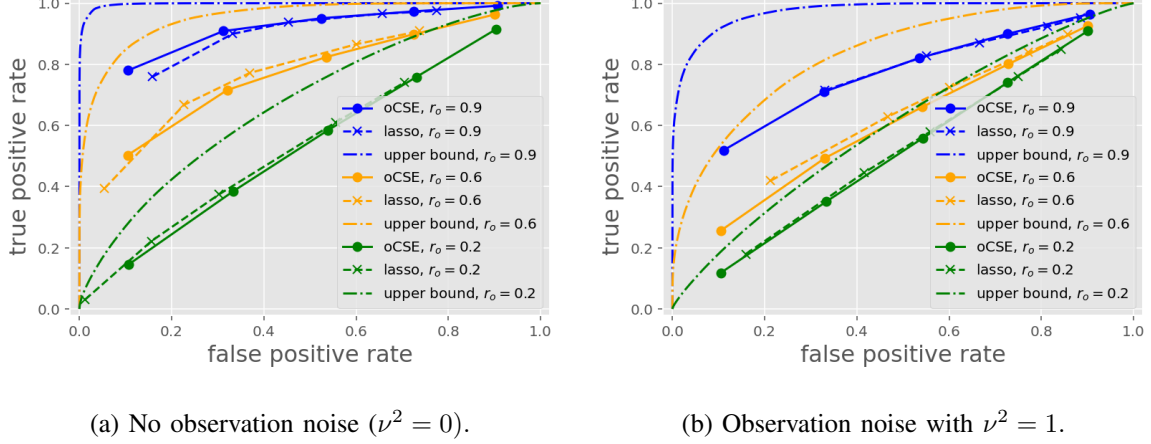 1.0
0.8
0.6
0.4
0.2
0.0
true positive rate
oCSE, r_o = 0.9
lasso, r_o = 0.9
upper bound, r_o = 0.9
oCSE, r_o = 0.6
lasso, r_o = 0.6
upper bound, r_o = 0.6
oCSE, r_o = 0.2
lasso, r_o = 0.2
upper bound, r_o = 0.2
0.0 0.2 0.4 0.6 0.8 1.0
false positive rate
(a) No observation noise (ν² = 0).
1.0
0.8
0.6
0.4
0.2
0.0
true positive rate
oCSE, r_o = 0.9
lasso, r_o = 0.9
upper bound, r_o = 0.9
oCSE, r_o = 0.6
lasso, r_o = 0.6
upper bound, r_o = 0.6
oCSE, r_o = 0.2
lasso, r_o = 0.2
upper bound, r_o = 0.2
0.0 0.2 0.4 0.6 0.8 1.0
false positive rate
(b) Observation noise with ν² = 1.